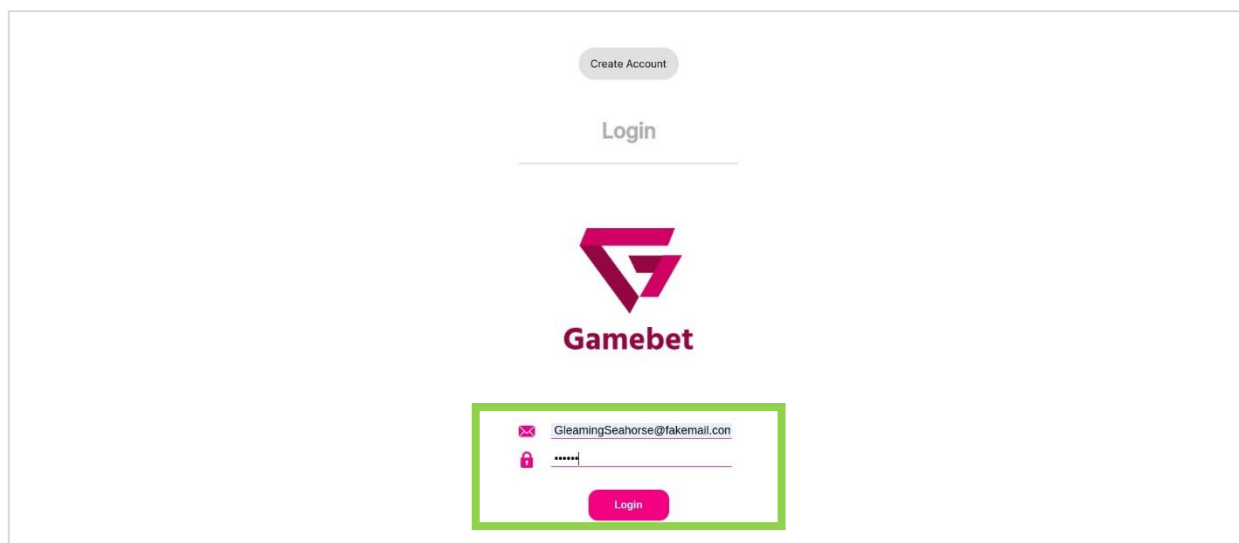 Create Account
Login
Gamebet
GleamingSeahorse@fakemail.con
••••••
Login